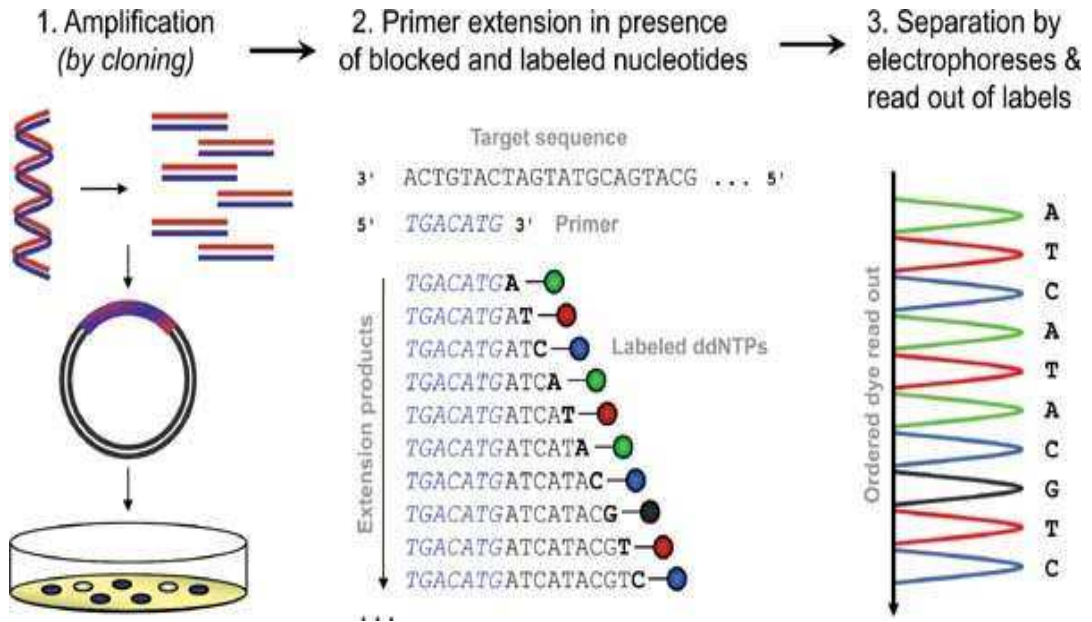 1. Amplification
(by cloning)
2. Primer extension in presence
of blocked and labeled nucleotides
3. Separation by
electrophoreses &
read out of labels
Target sequence
3' ACTGTACTAGTATGCAGTACG ... 5'
5' TGACATG 3' Primer
Extension products
TGACATGA
TGACATGAT
TGACATGATC
Labeled ddNTPs
TGACATGATCA
TGACATGATCAT
TGACATGATCATA
TGACATGATCATAC
TGACATGATCATACG
TGACATGATCATACGT
TGACATGATCATACGTC
...
Ordered dye read out
A
T
C
A
T
A
C
G
T
C